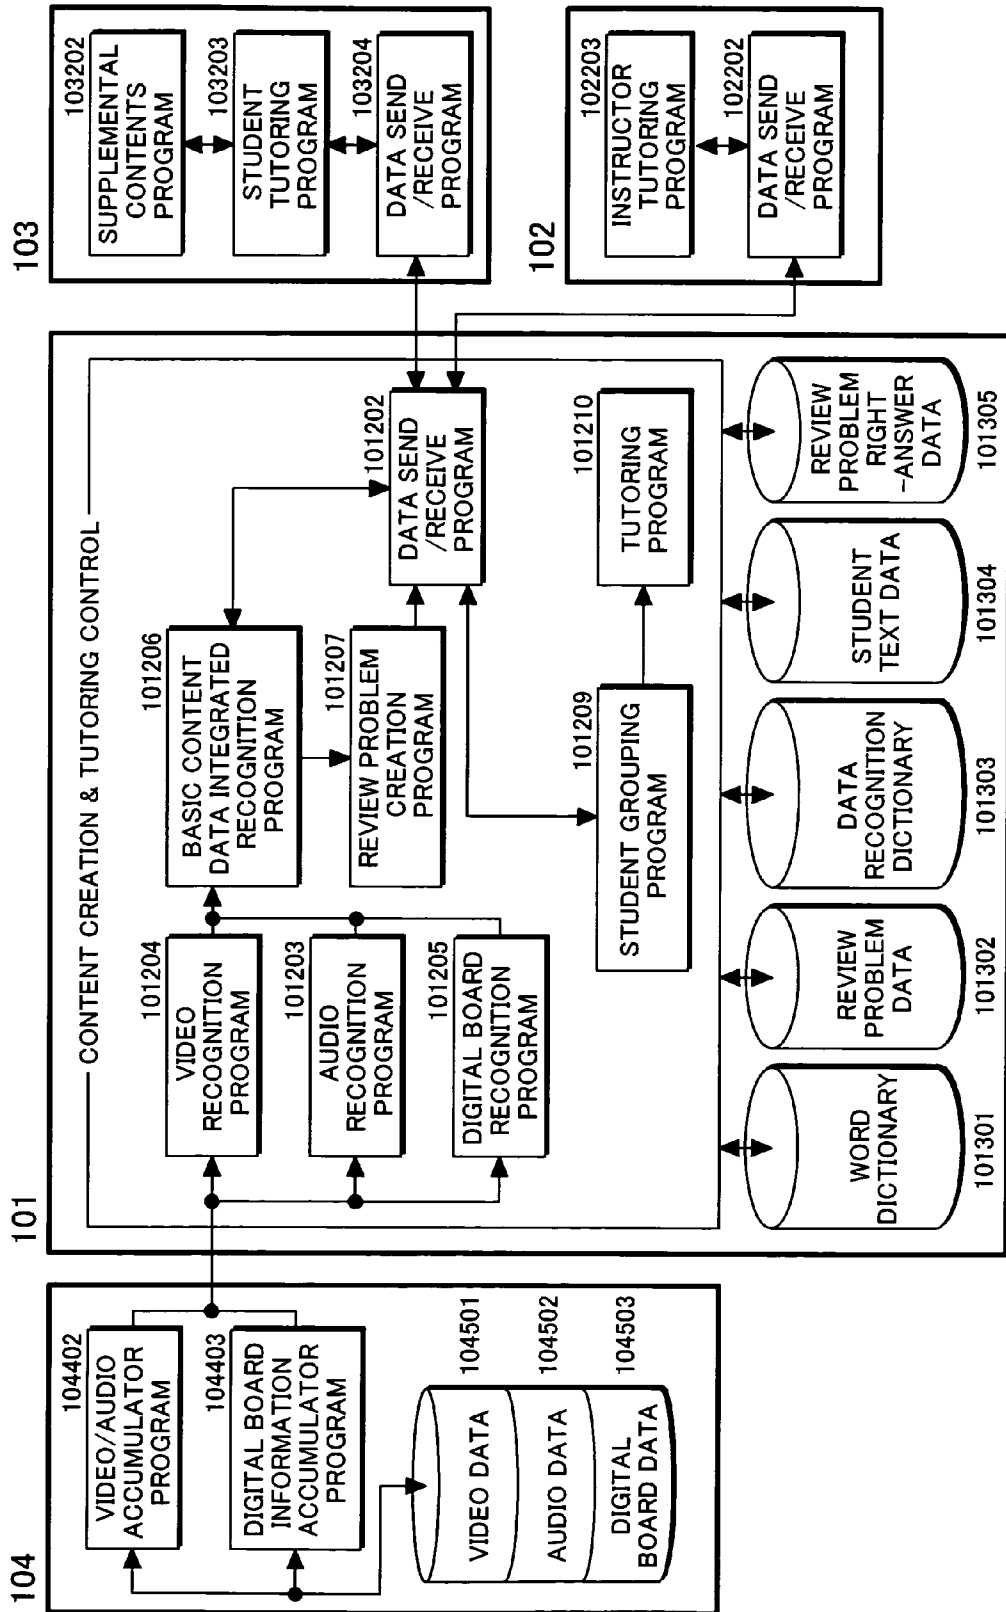 104
104402
VIDEO/AUDIO
ACCUMULATOR
PROGRAM
104403
DIGITAL BOARD
INFORMATION
ACCUMULATOR
PROGRAM
VIDEO DATA
104501
AUDIO DATA
104502
DIGITAL
BOARD DATA
104503
101
CONTENT CREATION & TUTORING CONTROL
101204
VIDEO
RECOGNITION
PROGRAM
101203
AUDIO
RECOGNITION
PROGRAM
101205
DIGITAL BOARD
RECOGNITION
PROGRAM
101206
BASIC CONTENT
DATA INTEGRATED
RECOGNITION
PROGRAM
101207
REVIEW PROBLEM
CREATION
PROGRAM
101202
DATA SEND
/RECEIVE
PROGRAM
101209
STUDENT GROUPING
PROGRAM
101210
TUTORING
PROGRAM
WORD
DICTIONARY
101301
REVIEW
PROBLEM
DATA
101302
DATA
RECOGNITION
DICTIONARY
101303
STUDENT
TEXT DATA
101304
REVIEW
PROBLEM
RIGHT
-ANSWER
DATA
101305
103
103202
SUPPLEMENTAL
CONTENTS
PROGRAM
103203
STUDENT
TUTORING
PROGRAM
103204
DATA SEND
/RECEIVE
PROGRAM
102
102203
INSTRUCTOR
TUTORING
PROGRAM
102202
DATA SEND
/RECEIVE
PROGRAM